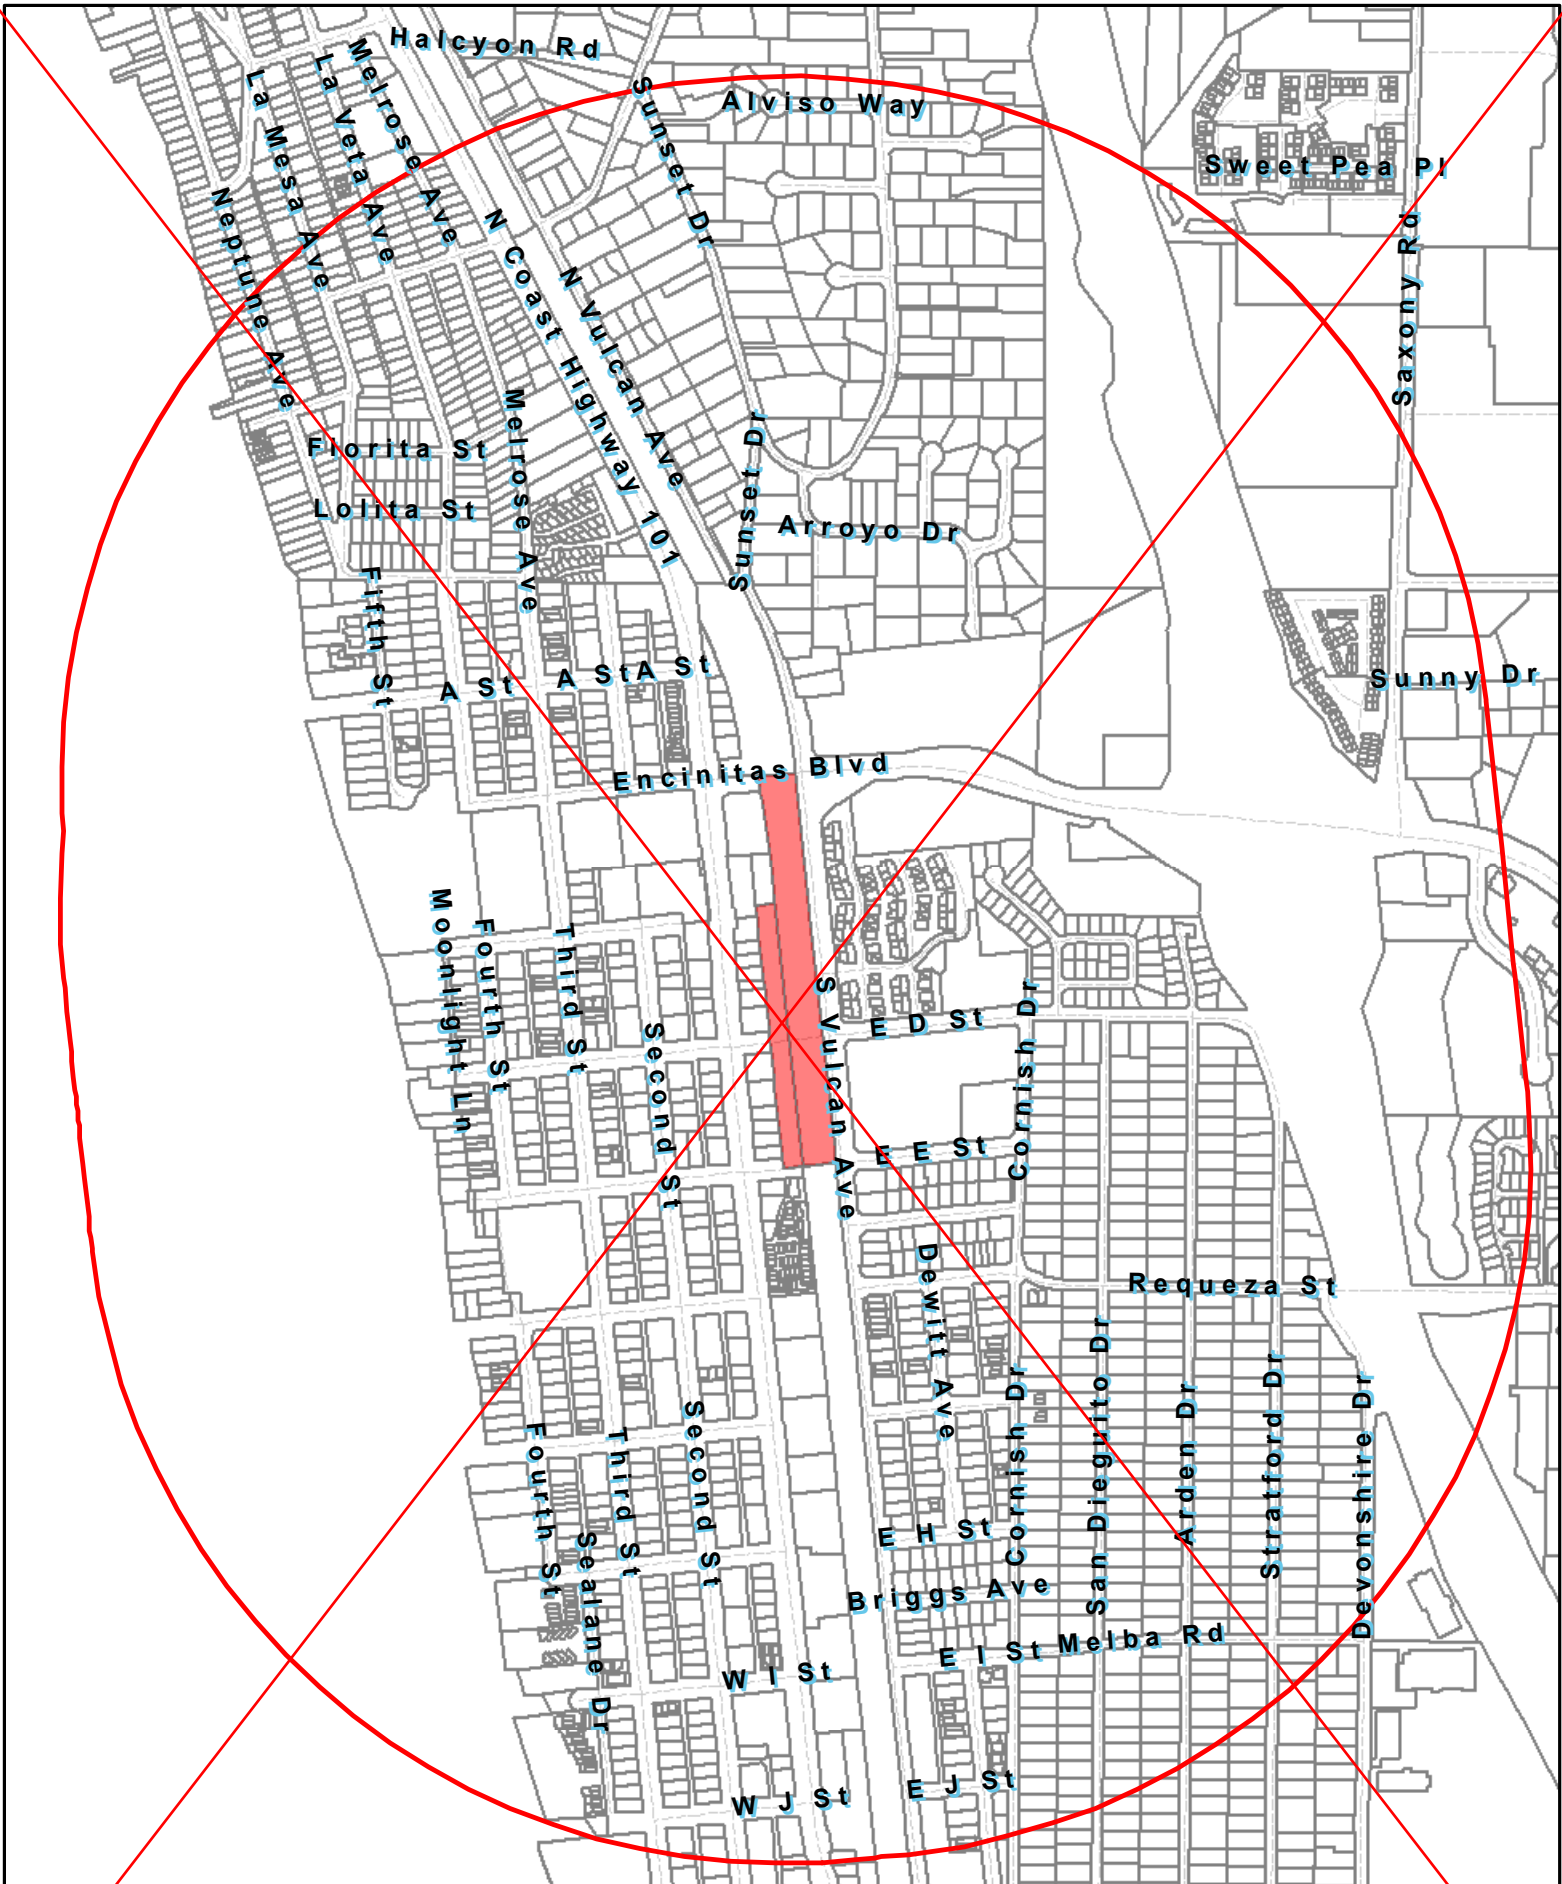 Halcyon Rd
La Mesa Ave
La Veta Ave
Melrose Ave
Sunset Dr
Alviso Way
Sweet Pea Pl
Neptune Ave
N Coast Highway 101
N Vulcan Ave
Saxony Rd
Melrose Ave
Sunset Dr
Florita St
Lolita St
Arroyo Dr
Fifth St
A St
A St
A St
Sunny Dr
Encinitas Blvd
Moonlight Ln
Fourth St
Third St
Second St
S Vulcan Ave
E D St
Cornish Dr
E E St
Dewitt Ave
Requeza St
Cornish Dr
San Dieguito Dr
Arden Dr
Stratford Dr
Devonshire Dr
Fourth St
Third St
Second St
Sealane Dr
E H St
Briggs Ave
E I St
Melba Rd
W I St
W J St
E J St